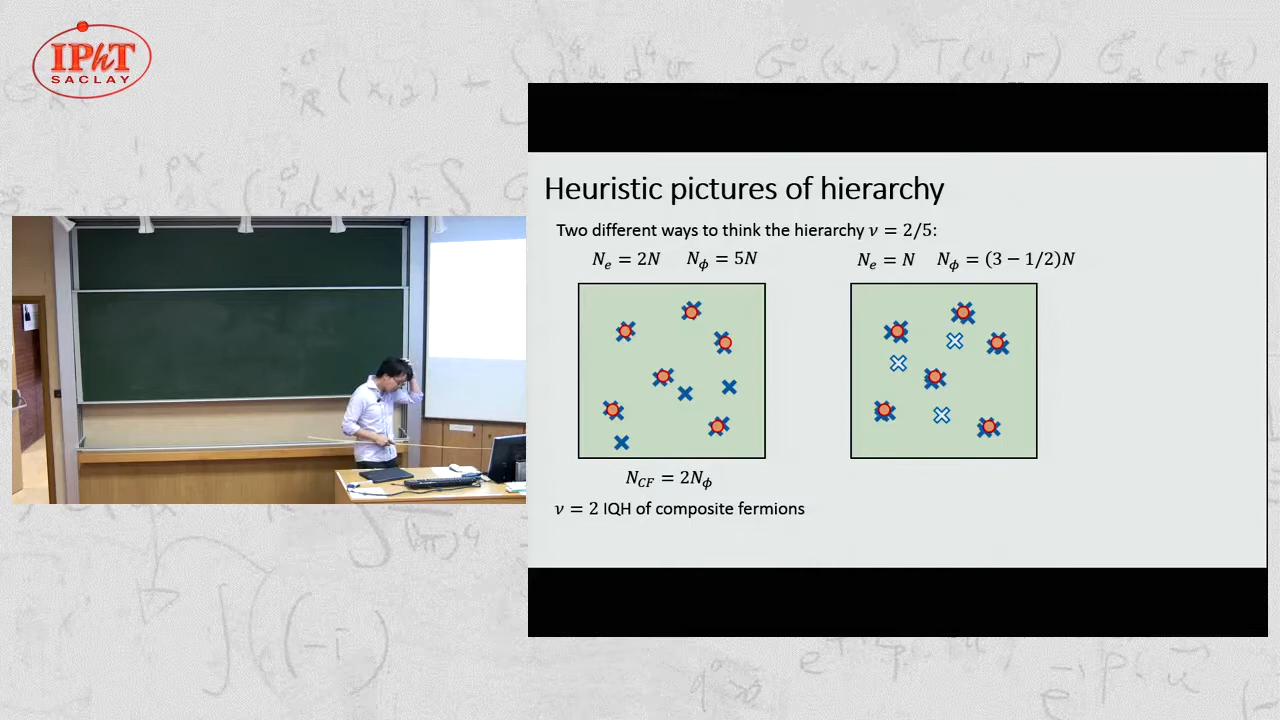 IPhT
SACLAY
Heuristic pictures of hierarchy
Two different ways to think the hierarchy ν = 2/5:
N_e = 2N N_ϕ = 5N
N_e = N N_ϕ = (3 − 1/2)N
N_CF = 2N_ϕ
ν = 2 IQH of composite fermions